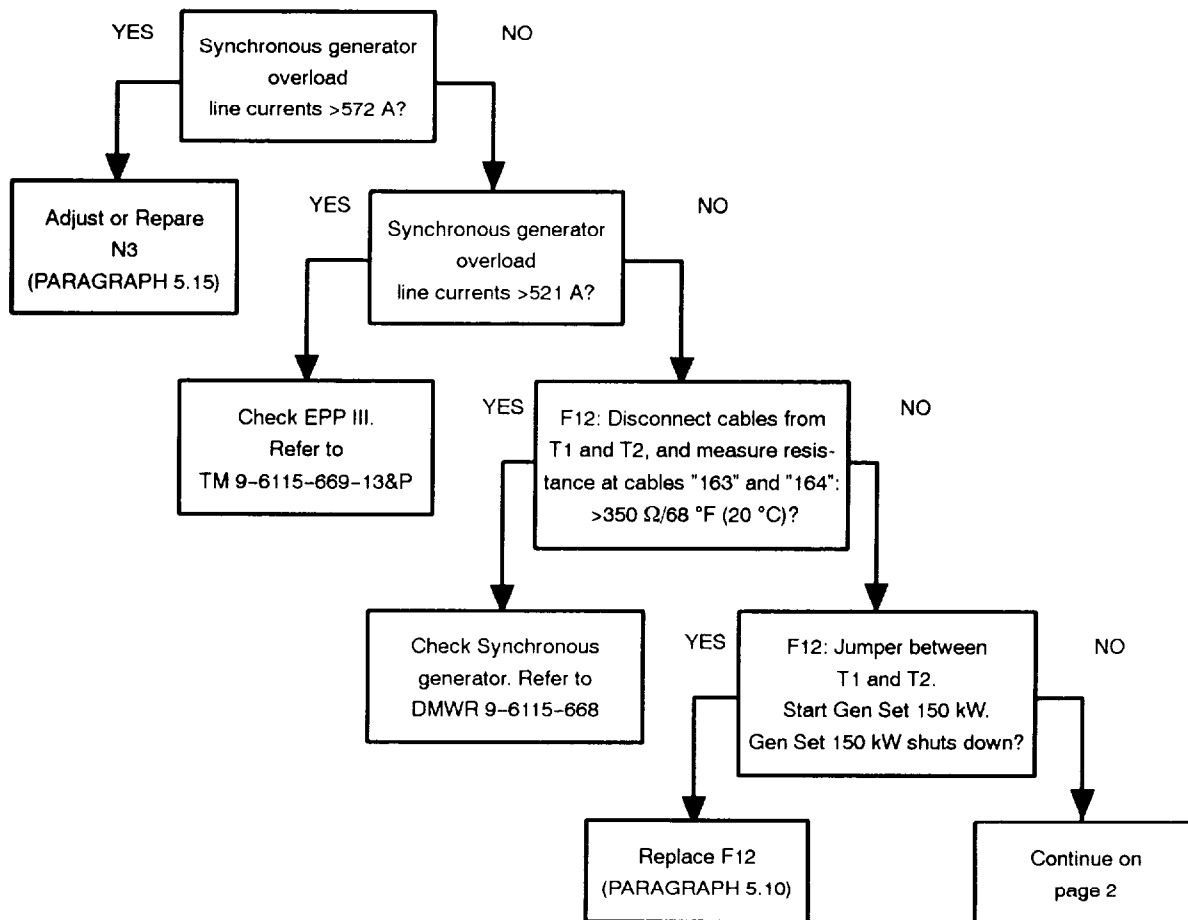 YES
NO
Synchronous generator
overload
line currents >572 A?
Adjust or Repare
N3
(PARAGRAPH 5.15)
YES
NO
Synchronous generator
overload
line currents >521 A?
Check EPP III.
Refer to
TM 9-6115-669-13&P
YES
NO
F12: Disconnect cables from
T1 and T2, and measure resis-
tance at cables "163" and "164":
>350 Ω/68 °F (20 °C)?
Check Synchronous
generator. Refer to
DMWR 9-6115-668
YES
NO
F12: Jumper between
T1 and T2.
Start Gen Set 150 kW.
Gen Set 150 kW shuts down?
Replace F12
(PARAGRAPH 5.10)
Continue on
page 2